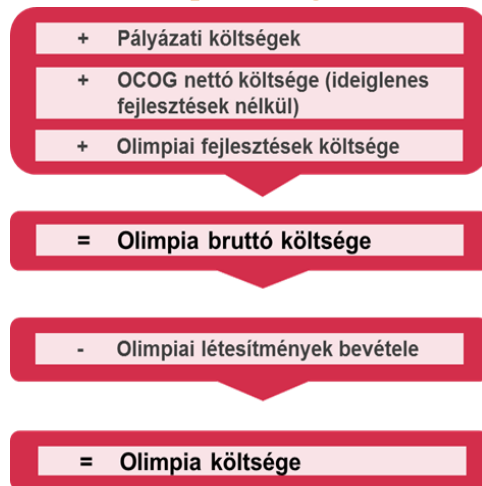 + Pályázati költségek
+ OCOG nettó költsége (ideiglenes
fejlesztések nélkül)
+ Olimpiai fejlesztések költsége
= Olimpia bruttó költsége
- Olimpiai létesítmények bevétele
= Olimpia költsége